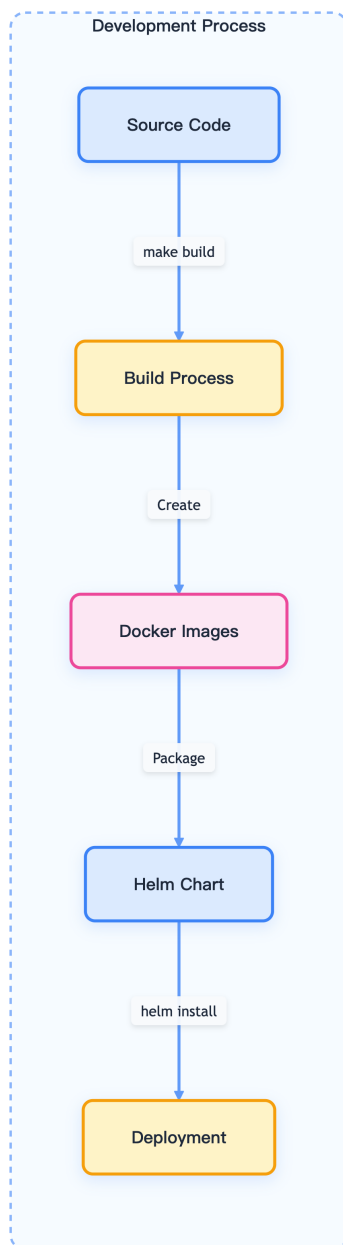 Development Process
Source Code
make build
Build Process
Create
Docker Images
Package
Helm Chart
helm install
Deployment